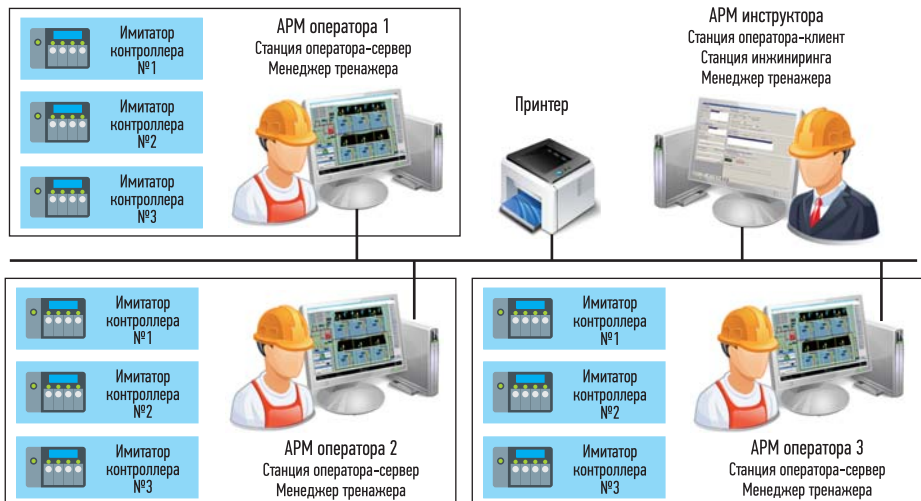 Имитатор
контроллера
№1
Имитатор
контроллера
№2
Имитатор
контроллера
№3
АРМ оператора 1
Станция оператора-сервер
Менеджер тренажера
Принтер
АРМ инструктора
Станция оператора-клиент
Станция инжиниринга
Менеджер тренажера
Имитатор
контроллера
№1
Имитатор
контроллера
№2
Имитатор
контроллера
№3
АРМ оператора 2
Станция оператора-сервер
Менеджер тренажера
Имитатор
контроллера
№1
Имитатор
контроллера
№2
Имитатор
контроллера
№3
АРМ оператора 3
Станция оператора-сервер
Менеджер тренажера